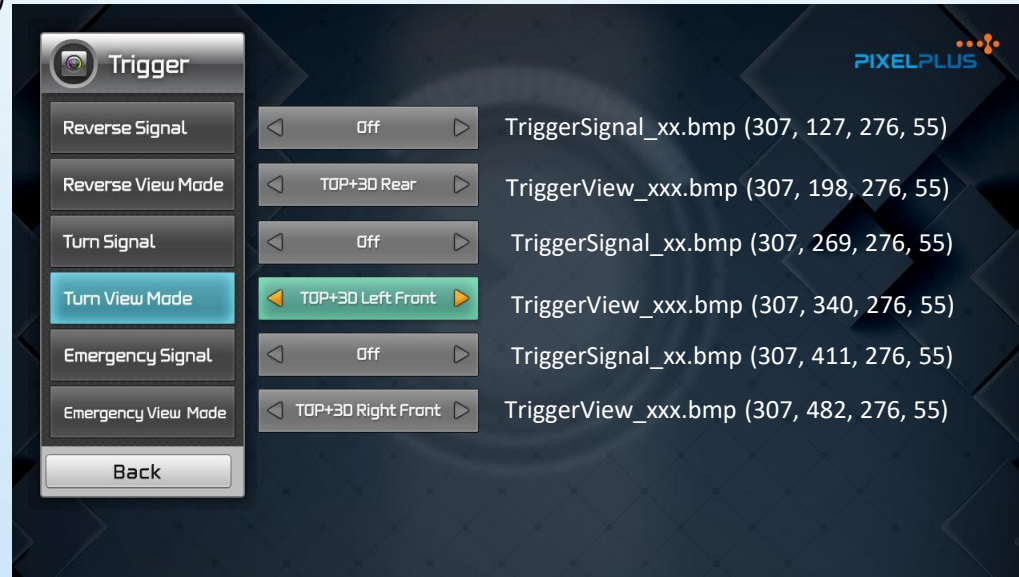 )
Trigger
PIXELPLUS
Reverse Signal
Off
TriggerSignal_xx.bmp (307, 127, 276, 55)
Reverse View Mode
TOP+3D Rear
TriggerView_xxx.bmp (307, 198, 276, 55)
Turn Signal
Off
TriggerSignal_xx.bmp (307, 269, 276, 55)
Turn View Mode
TOP+3D Left Front
TriggerView_xxx.bmp (307, 340, 276, 55)
Emergency Signal
Off
TriggerSignal_xx.bmp (307, 411, 276, 55)
Emergency View Mode
TOP+3D Right Front
TriggerView_xxx.bmp (307, 482, 276, 55)
Back